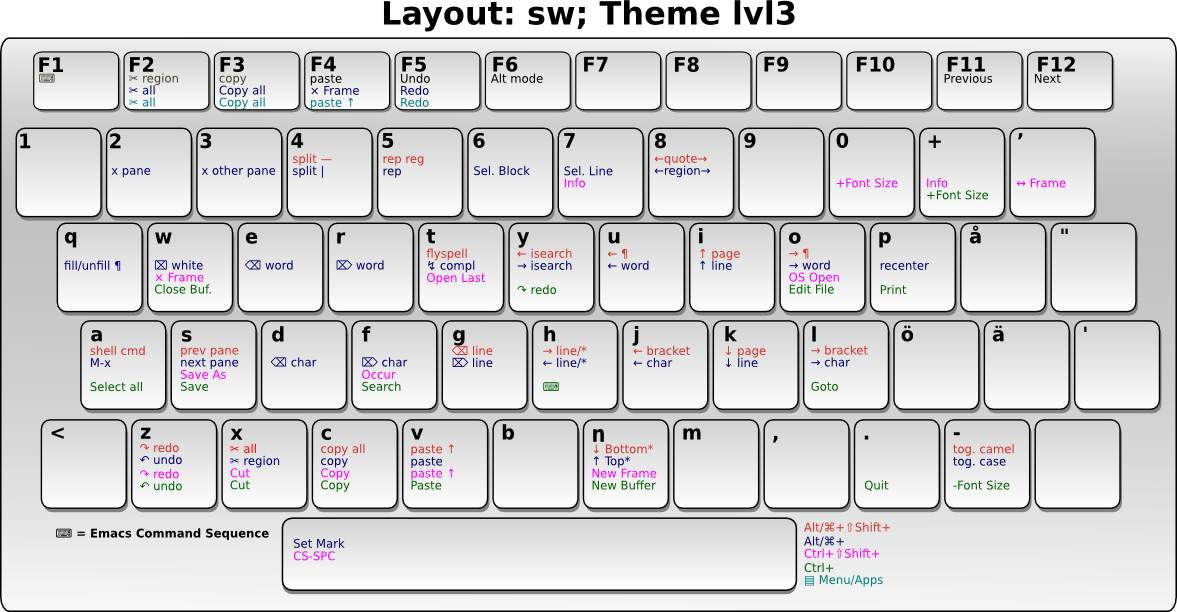 Layout: sw; Theme lvl3
F1
⌨
F2
✂ region
✂ all
✂ all
F3
copy
Copy all
Copy all
F4
paste
× Frame
paste ↑
F5
Undo
Redo
Redo
F6
Alt mode
F7
F8
F9
F10
F11
Previous
F12
Next
1
2
x pane
3
x other pane
4
split —
split |
5
rep reg
rep
6
Sel. Block
7
Sel. Line
Info
8
←quote→
←region→
9
0
+Font Size
+
Info
+Font Size
’
↔ Frame
q
fill/unfill ¶
w
⌧ white
× Frame
Close Buf.
e
⌫ word
r
⌦ word
t
flyspell
↯ compl
Open Last
y
← isearch
→ isearch
↷ redo
u
← ¶
← word
i
↑ page
↑ line
o
→ ¶
→ word
OS Open
Edit File
p
recenter
Print
å
"
a
shell cmd
M-x
Select all
s
prev pane
next pane
Save As
Save
d
⌫ char
f
⌦ char
Occur
Search
g
⌫ line
⌦ line
h
→ line/*
← line/*
⌨
j
← bracket
← char
k
↓ page
↓ line
l
→ bracket
→ char
Goto
ö
ä
'
<
z
↷ redo
↶ undo
↷ redo
↶ undo
x
✂ all
✂ region
Cut
Cut
c
copy all
copy
Copy
Copy
v
paste ↑
paste
paste ↑
Paste
b
n
↓ Bottom*
↑ Top*
New Frame
New Buffer
m
,
.
Quit
-
tog. camel
tog. case
-Font Size
⌨ = Emacs Command Sequence
Set Mark
CS-SPC
Alt/⌘+⇧Shift+
Alt/⌘+
Ctrl+⇧Shift+
Ctrl+
▤ Menu/Apps